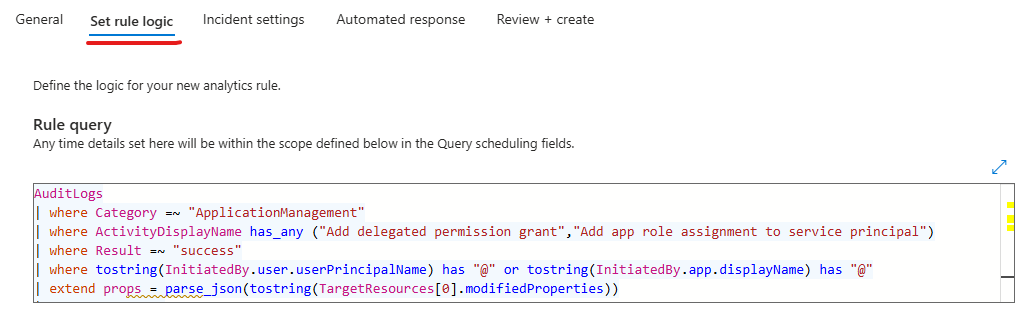 General Set rule logic Incident settings Automated response Review + create
Define the logic for your new analytics rule.
Rule query
Any time details set here will be within the scope defined below in the Query scheduling fields.
AuditLogs
| where Category =~ "ApplicationManagement"
| where ActivityDisplayName has_any ("Add delegated permission grant","Add app role assignment to service principal")
| where Result =~ "success"
| where tostring(InitiatedBy.user.userPrincipalName) has "@" or tostring(InitiatedBy.app.displayName) has "@"
| extend props = parse_json(tostring(TargetResources[0].modifiedProperties))